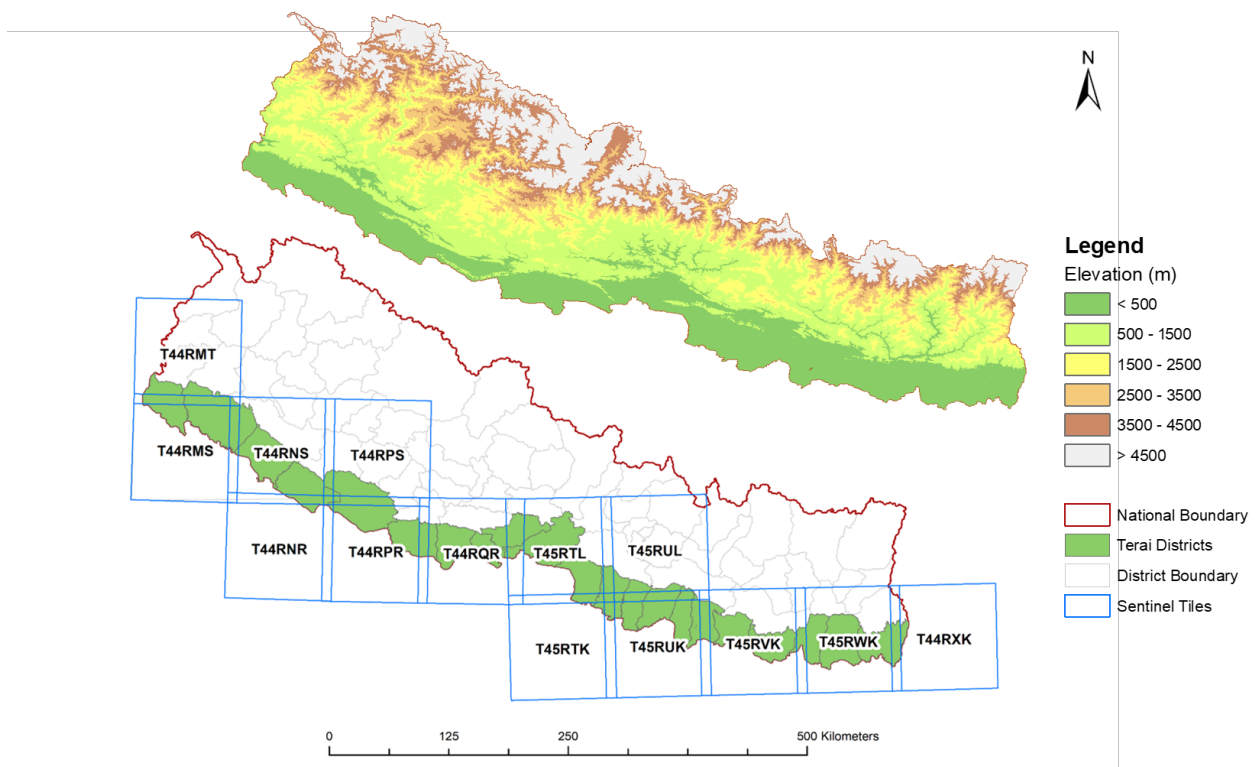 N
Legend
Elevation (m)
< 500
500 - 1500
1500 - 2500
2500 - 3500
3500 - 4500
> 4500
National Boundary
Terai Districts
District Boundary
Sentinel Tiles
T44RMT
T44RMS
T44RNS
T44RPS
T44RNR
T44RPR
T44RQR
T45RTL
T45RUL
T45RTK
T45RUK
T45RVK
T45RWK
T44RXK
0 125 250 500 Kilometers